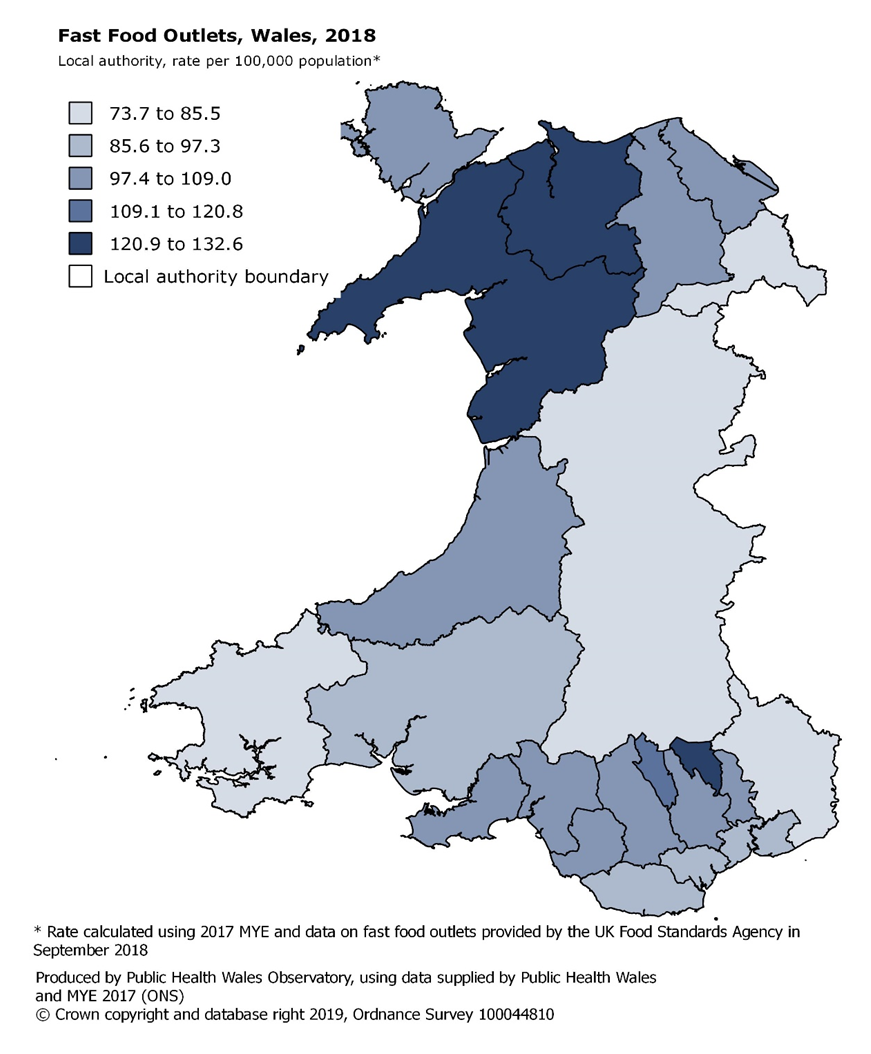 Fast Food Outlets, Wales, 2018
Local authority, rate per 100,000 population*
73.7 to 85.5
85.6 to 97.3
97.4 to 109.0
109.1 to 120.8
120.9 to 132.6
Local authority boundary
* Rate calculated using 2017 MYE and data on fast food outlets provided by the UK Food Standards Agency in
September 2018
Produced by Public Health Wales Observatory, using data supplied by Public Health Wales
and MYE 2017 (ONS)
© Crown copyright and database right 2019, Ordnance Survey 100044810